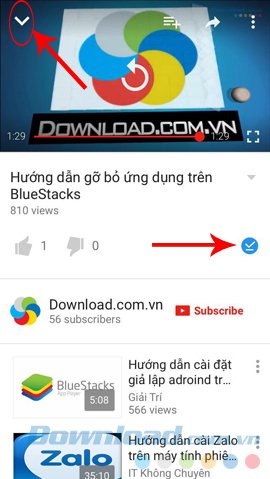 DOWNLOAD.COM.VN
1:29
1:29
Hướng dẫn gỡ bỏ ứng dụng trên
BlueStacks
810 views
1
0
Download.com.vn
56 subscribers
Subscribe
BlueStacks
App Player
5:08
Hướng dẫn cài đặt
giả lập adroind tr...
Giải Trí
566 views
Zalo
35:10
Hướng dẫn cài Zalo
trên máy tính phiê...
IT Không Chuyên
Download.com.vn